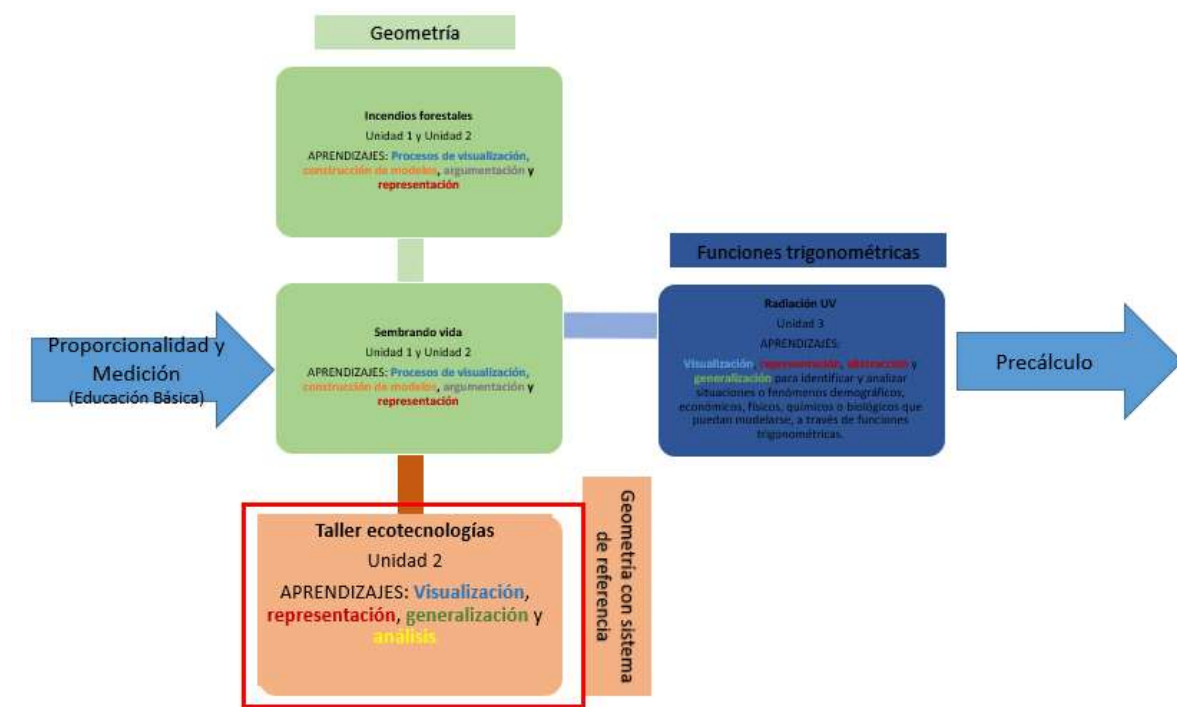 Geometría
Incendios forestales
Unidad 1 y Unidad 2
APRENDIZAJES: Procesos de visualización,
construcción de modelos, argumentación y
representación
Funciones trigonométricas
Proporcionalidad y
Medición
(Educación Básica)
Sembrando vida
Unidad 1 y Unidad 2
APRENDIZAJES: Procesos de visualización,
construcción de modelos, argumentación y
representación
Radiación UV
Unidad 3
APRENDIZAJES:
Visualización, representación, abstracción y
generalización para identificar y analizar
situaciones o fenómenos demográficos,
económicos, físicos, químicos o biológicos que
puedan mudelarse, a través de funciones
trigonométricas.
Precálculo
Taller ecotecnologías
Unidad 2
APRENDIZAJES: Visualización,
representación, generalización y
análisis
Geometría con sistema
de referencia